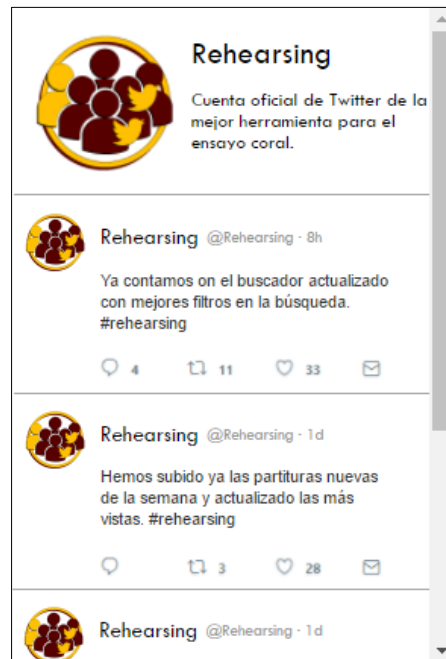 Rehearsing
Cuenta oficial de Twitter de la
mejor herramienta para el
ensayo coral.
Rehearsing @Rehearsing · 8h
Ya contamos on el buscador actualizado
con mejores filtros en la búsqueda.
#rehearsing
4 11 33
Rehearsing @Rehearsing · 1d
Hemos subido ya las partituras nuevas
de la semana y actualizado las más
vistas. #rehearsing
3 28
Rehearsing @Rehearsing · 1d